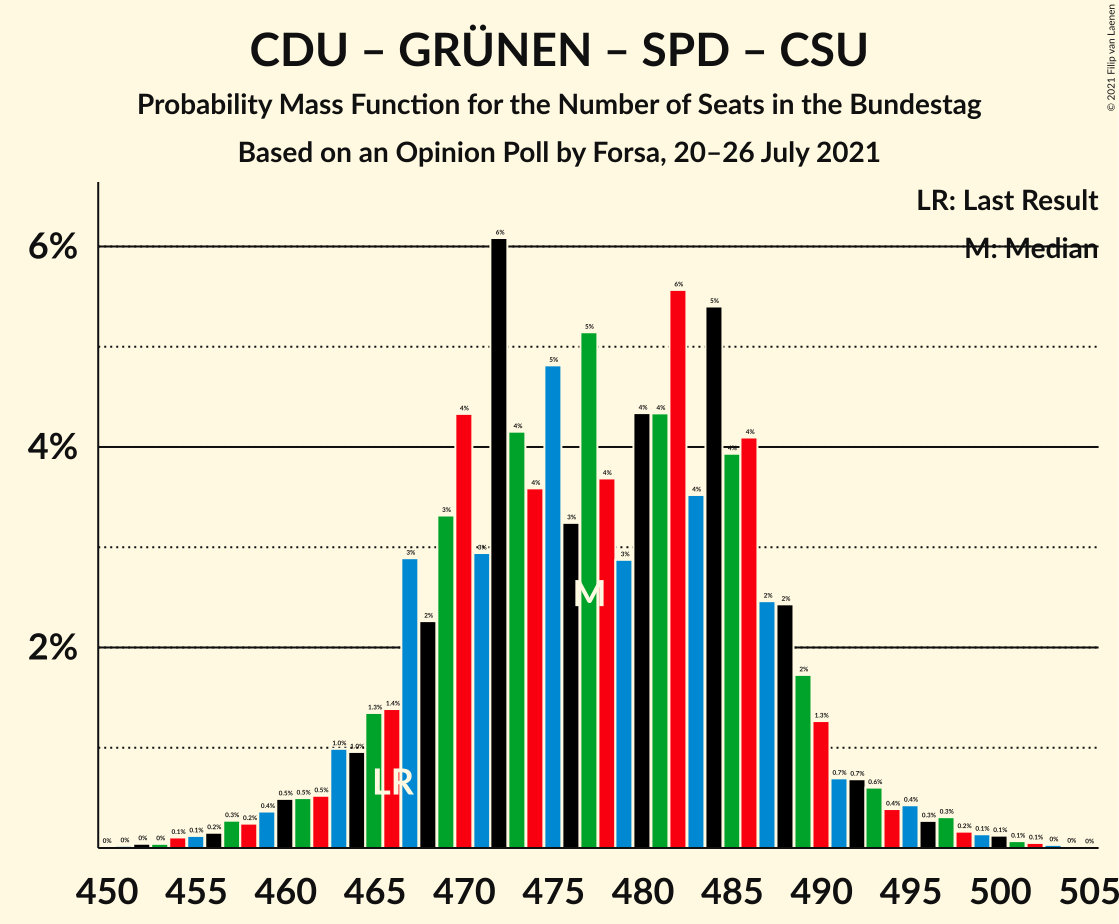 CDU – GRÜNEN – SPD – CSU
Probability Mass Function for the Number of Seats in the Bundestag
Based on an Opinion Poll by Forsa, 20–26 July 2021
© 2021 Filip van Laenen
LR: Last Result
M: Median
6%
4%
2%
0% 0% 0% 0% 0.1% 0.1% 0.2% 0.3% 0.2% 0.4% 0.5% 0.5% 0.5% 1.0% 1.0% 1.3% 1.4% 3% 2% 3% 4% 3% 6% 4% 4% 5% 3% 5% 4% 3% 4% 4% 6% 4% 5% 4% 4% 2% 2% 2% 1.3% 0.7% 0.7% 0.6% 0.4% 0.4% 0.3% 0.3% 0.2% 0.1% 0.1% 0.1% 0.1% 0% 0% 0%
M
LR
450 455 460 465 470 475 480 485 490 495 500 505